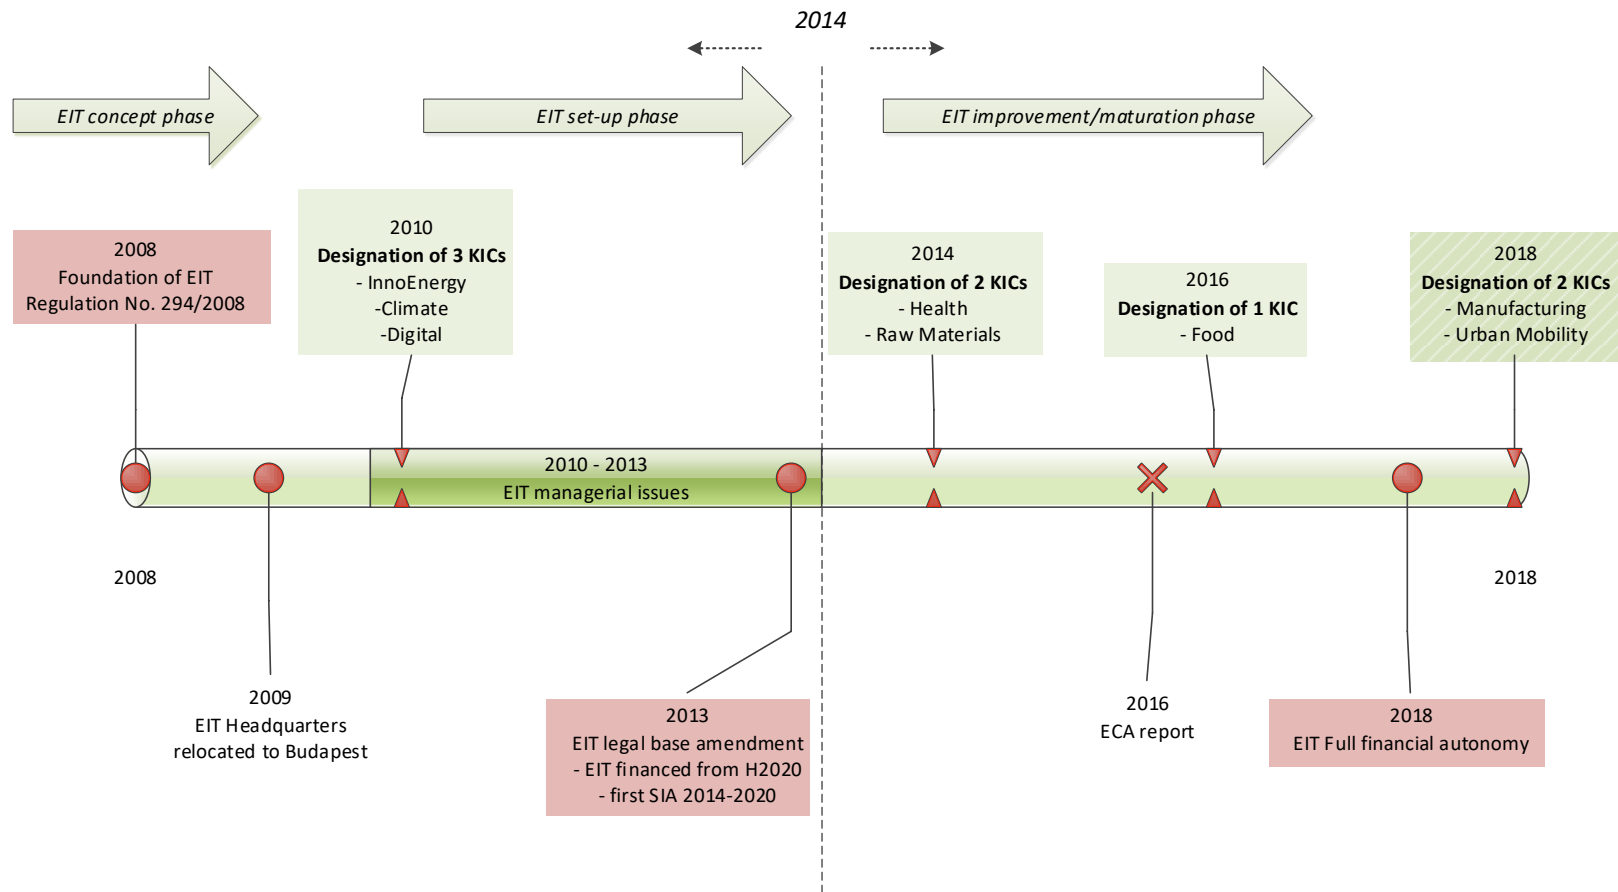 2014
EIT concept phase
EIT set-up phase
EIT improvement/maturation phase
2008
Foundation of EIT
Regulation No. 294/2008
2010
Designation of 3 KICs
- InnoEnergy
-Climate
-Digital
2014
Designation of 2 KICs
- Health
- Raw Materials
2016
Designation of 1 KIC
- Food
2018
Designation of 2 KICs
- Manufacturing
- Urban Mobility
2010 - 2013
EIT managerial issues
2008
2018
2009
EIT Headquarters
relocated to Budapest
2013
EIT legal base amendment
- EIT financed from H2020
- first SIA 2014-2020
2016
ECA report
2018
EIT Full financial autonomy